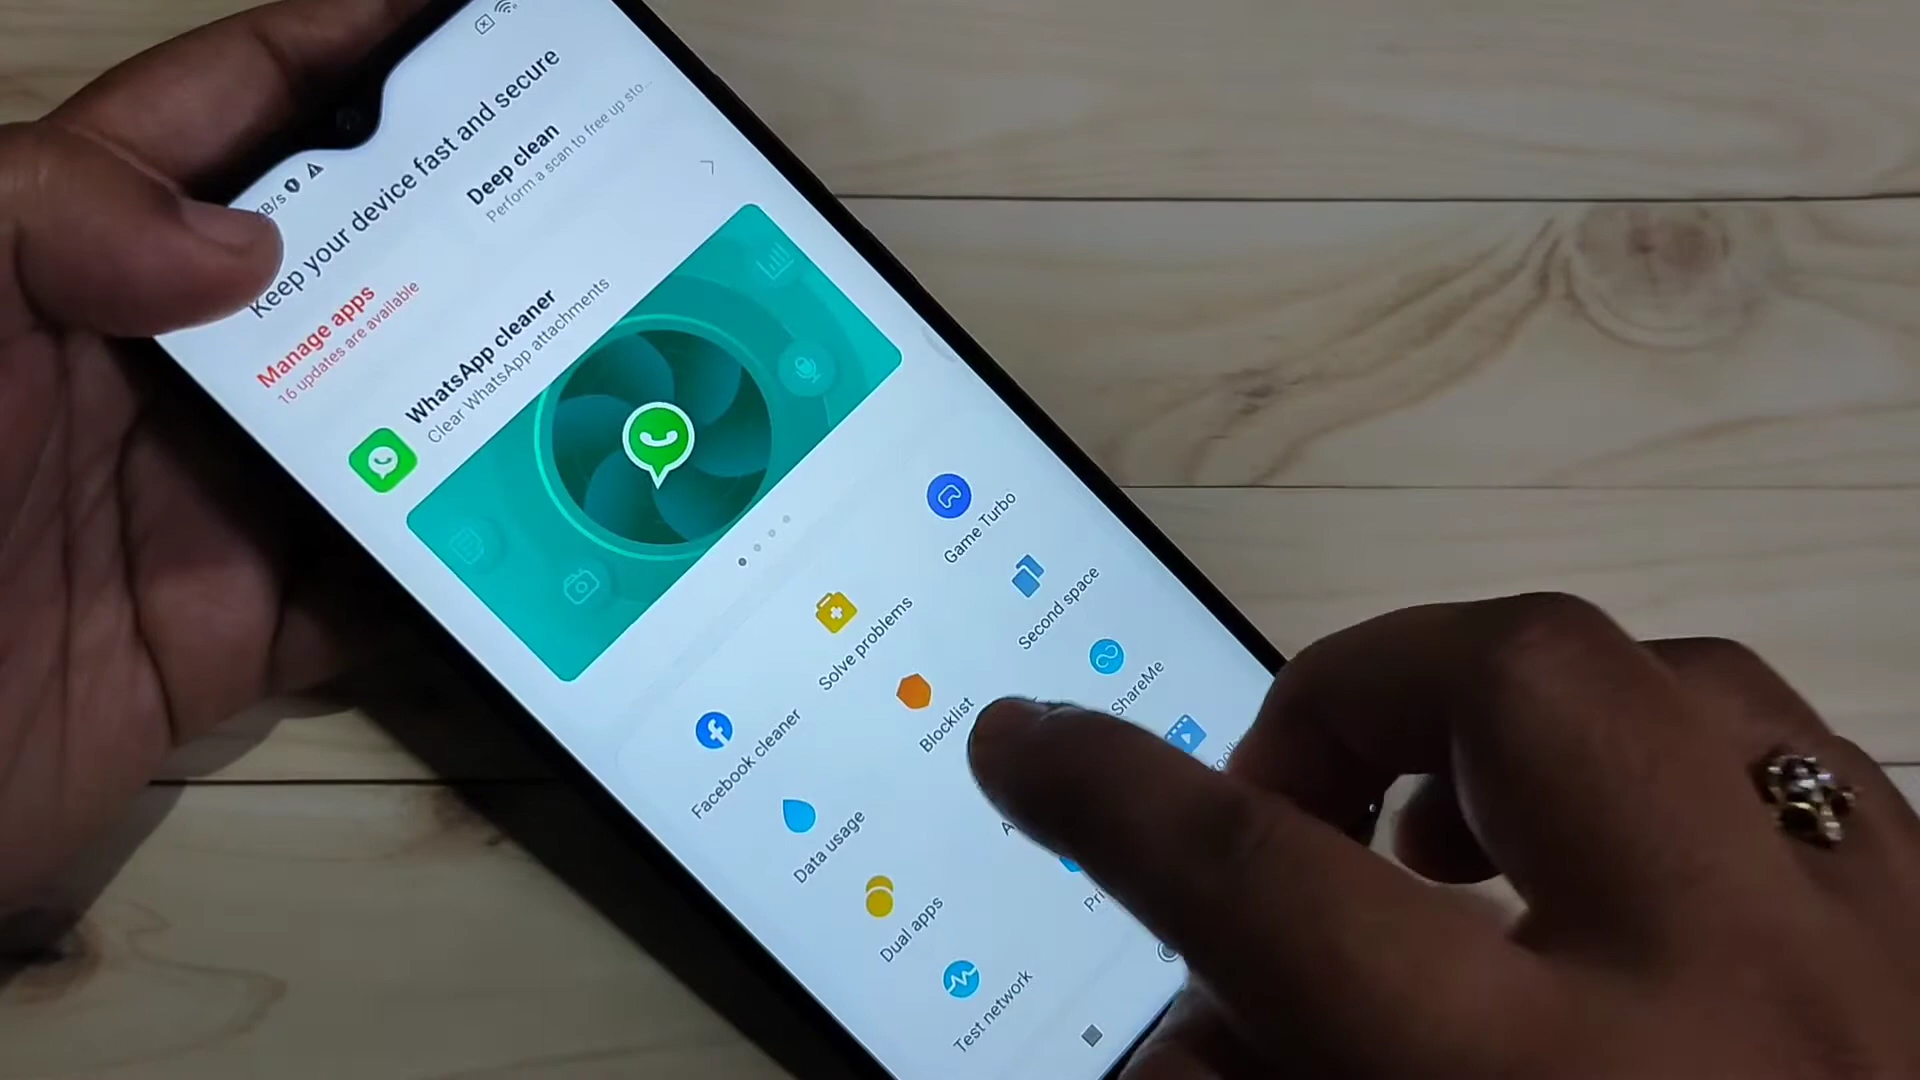 KB/s
Keep your device fast and secure
Manage apps
16 updates are available
Deep clean
Perform a scan to free up sto...
WhatsApp cleaner
Clear WhatsApp attachments
Facebook cleaner
Solve problems
Game Turbo
Data usage
Blocklist
Second space
Dual apps
ShareMe
Test network